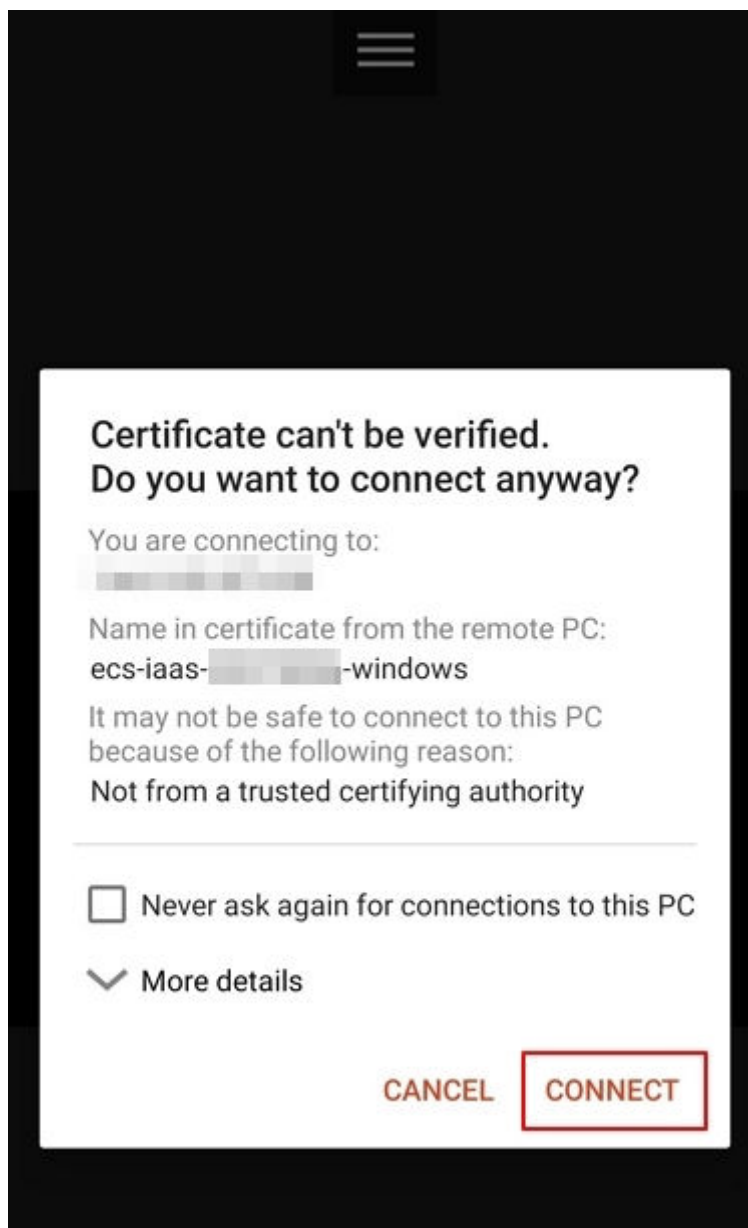 Certificate can't be verified.
Do you want to connect anyway?
You are connecting to:
Name in certificate from the remote PC:
ecs-iaas- -windows
It may not be safe to connect to this PC
because of the following reason:
Not from a trusted certifying authority
Never ask again for connections to this PC
More details
CANCEL CONNECT